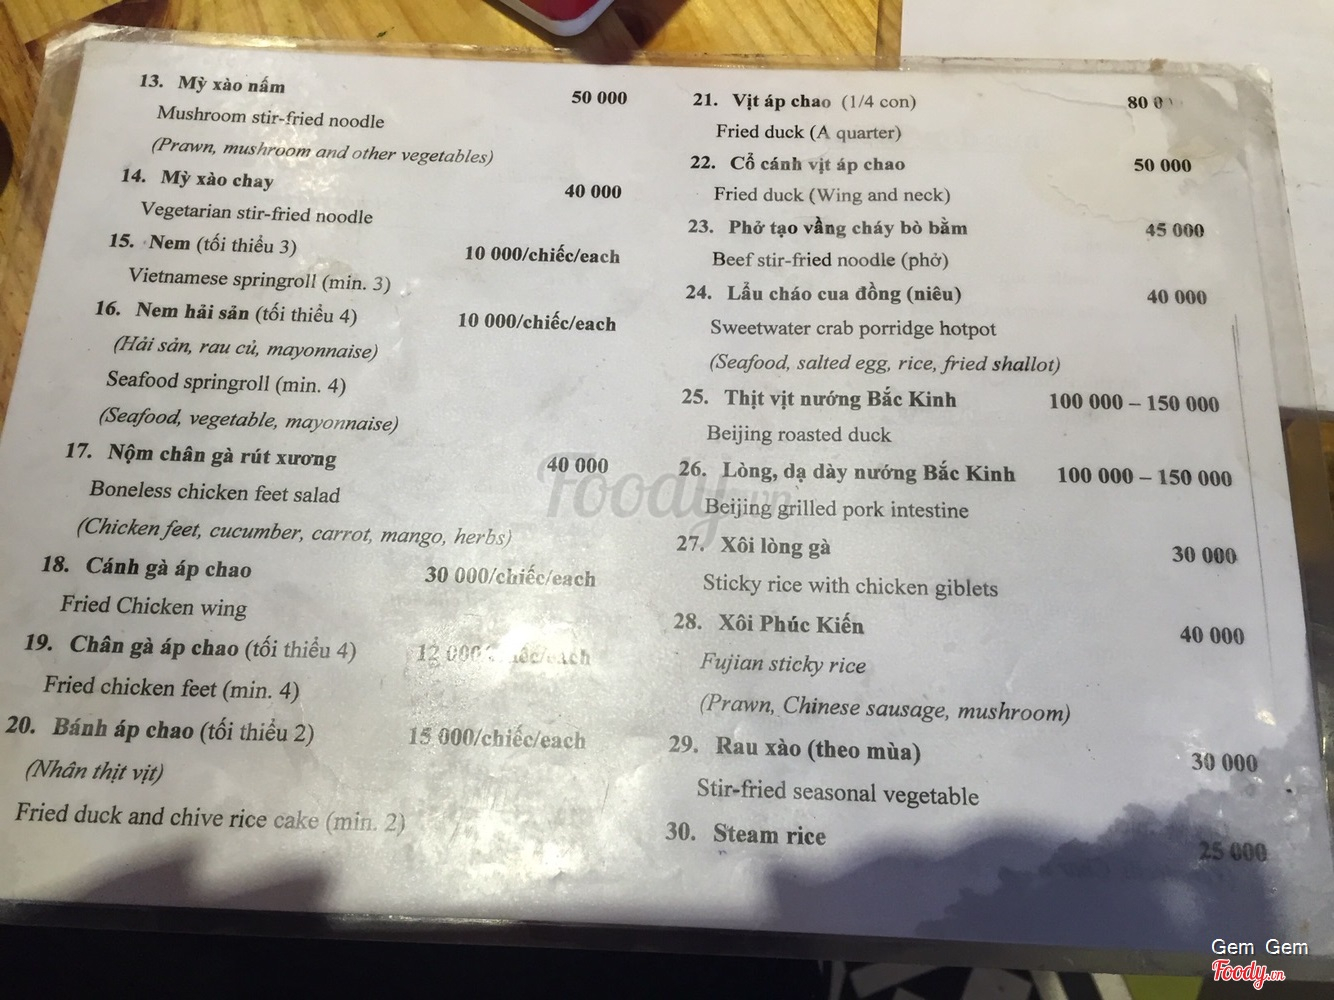 13. Mỳ xào nấm 50 000
Mushroom stir-fried noodle
(Prawn, mushroom and other vegetables)
14. Mỳ xào chay 40 000
Vegetarian stir-fried noodle
15. Nem (tối thiểu 3) 10 000/chiếc/each
Vietnamese springroll (min. 3)
16. Nem hải sản (tối thiểu 4) 10 000/chiếc/each
(Hải sản, rau củ, mayonnaise)
Seafood springroll (min. 4)
(Seafood, vegetable, mayonnaise)
17. Nộm chân gà rút xương 40 000
Boneless chicken feet salad
(Chicken feet, cucumber, carrot, mango, herbs)
18. Cánh gà áp chao 30 000/chiếc/each
Fried Chicken wing
19. Chân gà áp chao (tối thiểu 4) 12 000
Fried chicken feet (min. 4)
20. Bánh áp chao (tối thiểu 2) 15 000/chiếc/each
(Nhân thịt vịt)
Fried duck and chive rice cake (min. 2)
21. Vịt áp chao (1/4 con) 80
Fried duck (A quarter)
22. Cổ cánh vịt áp chao 50 000
Fried duck (Wing and neck)
23. Phở tạo vầng cháy bò bằm 45 000
Beef stir-fried noodle (phở)
24. Lẩu cháo cua đồng (niêu) 40 000
Sweetwater crab porridge hotpot
(Seafood, salted egg, rice, fried shallot)
25. Thịt vịt nướng Bắc Kinh 100 000 – 150 000
Beijing roasted duck
26. Lòng, dạ dày nướng Bắc Kinh 100 000 – 150 000
Beijing grilled pork intestine
27. Xôi lòng gà 30 000
Sticky rice with chicken giblets
28. Xôi Phúc Kiến 40 000
Fujian sticky rice
(Prawn, Chinese sausage, mushroom)
29. Rau xào (theo mùa) 30 000
Stir-fried seasonal vegetable
30. Steam rice 25 000
Foody.vn
Gem Gem
Foody.vn